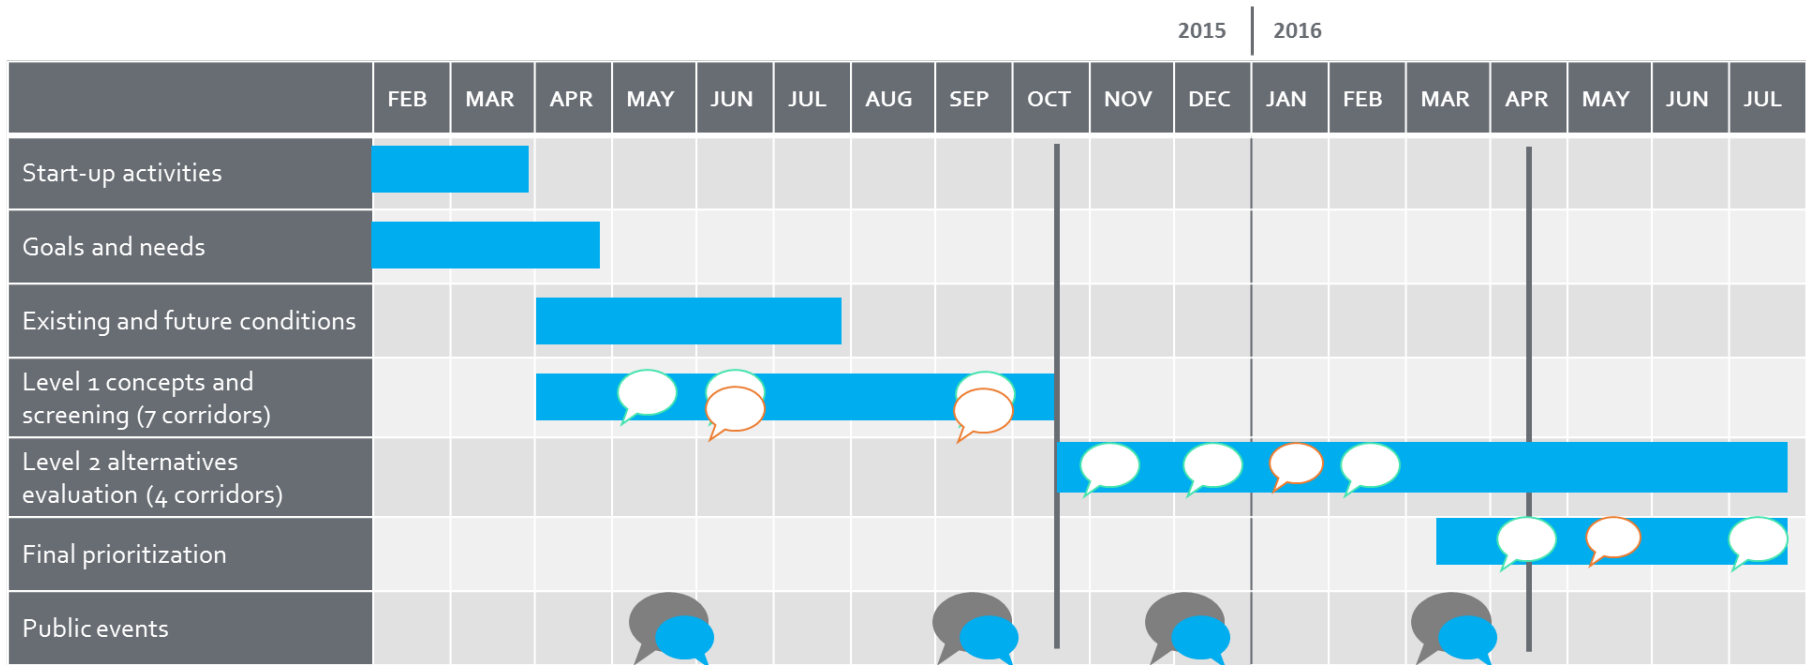 2015 2016
FEB MAR APR MAY JUN JUL AUG SEP OCT NOV DEC JAN FEB MAR APR MAY JUN JUL
Start-up activities
Goals and needs
Existing and future conditions
Level 1 concepts and
screening (7 corridors)
Level 2 alternatives
evaluation (4 corridors)
Final prioritization
Public events